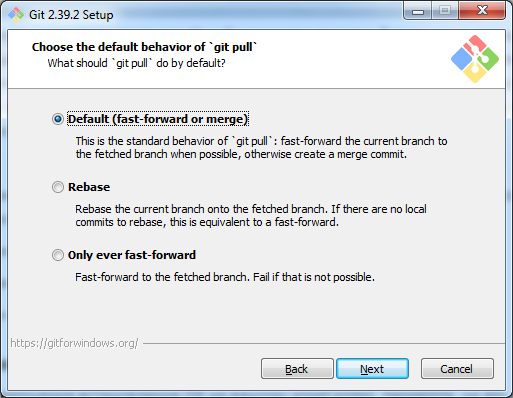 Git 2.39.2 Setup
Choose the default behavior of `git pull`
What should `git pull` do by default?
Default (fast-forward or merge)
This is the standard behavior of `git pull`: fast-forward the current branch to
the fetched branch when possible, otherwise create a merge commit.
Rebase
Rebase the current branch onto the fetched branch. If there are no local
commits to rebase, this is equivalent to a fast-forward.
Only ever fast-forward
Fast-forward to the fetched branch. Fail if that is not possible.
https://gitforwindows.org/
Back
Next
Cancel